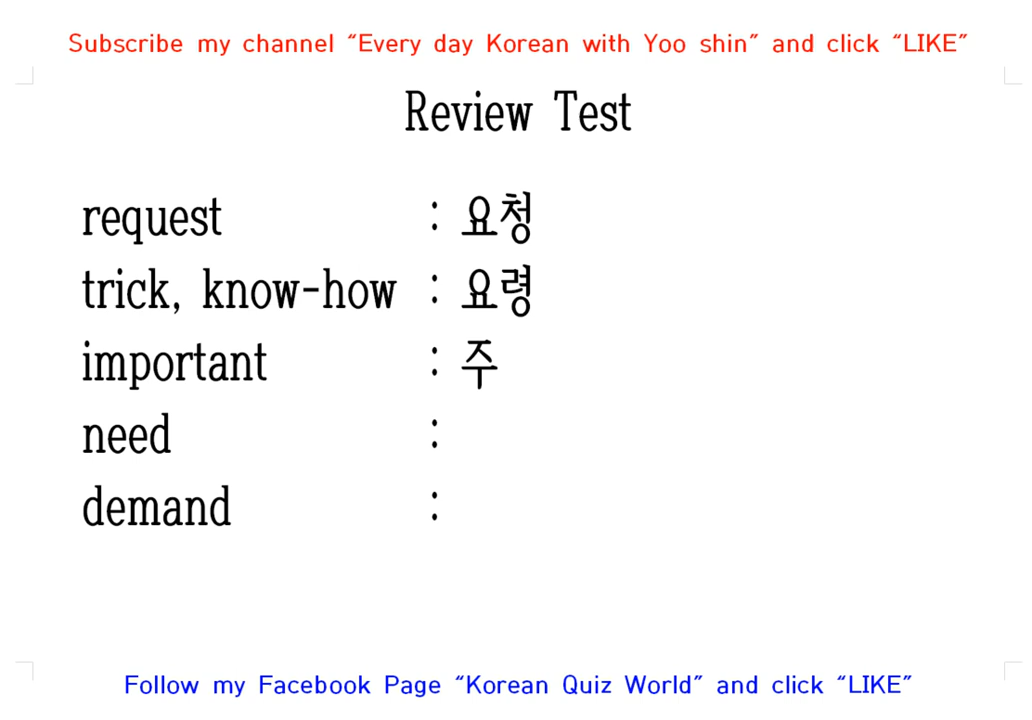 Subscribe my channel “Every day Korean with Yoo shin” and click “LIKE”
Review Test
request : 요청
trick, know-how : 요령
important : 주
need :
demand :
Follow my Facebook Page “Korean Quiz World” and click “LIKE”